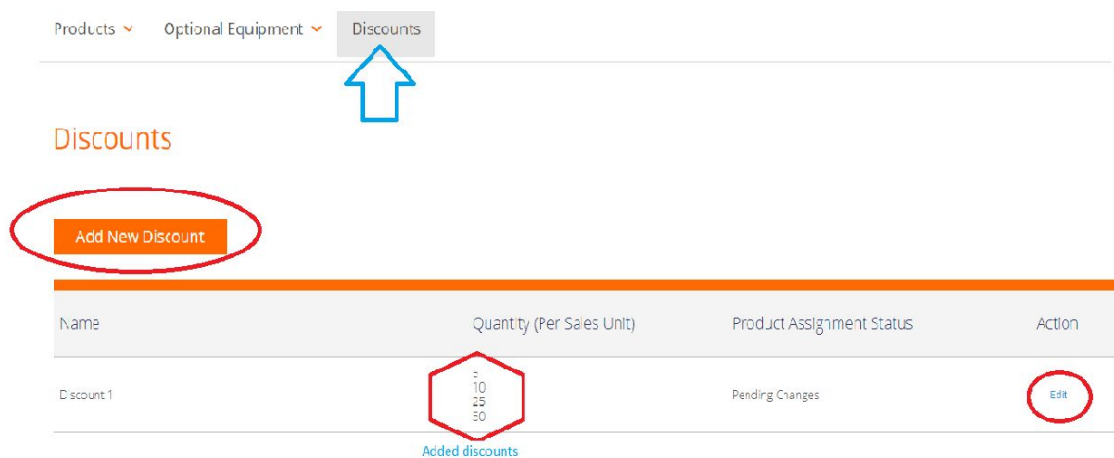 Products Optional Equipment Discounts
Discounts
Add New Discount
Name Quantity (Per Sales Unit) Product Assignment Status Action
Discount 1 Pending Changes Edit
10
25
Added discounts